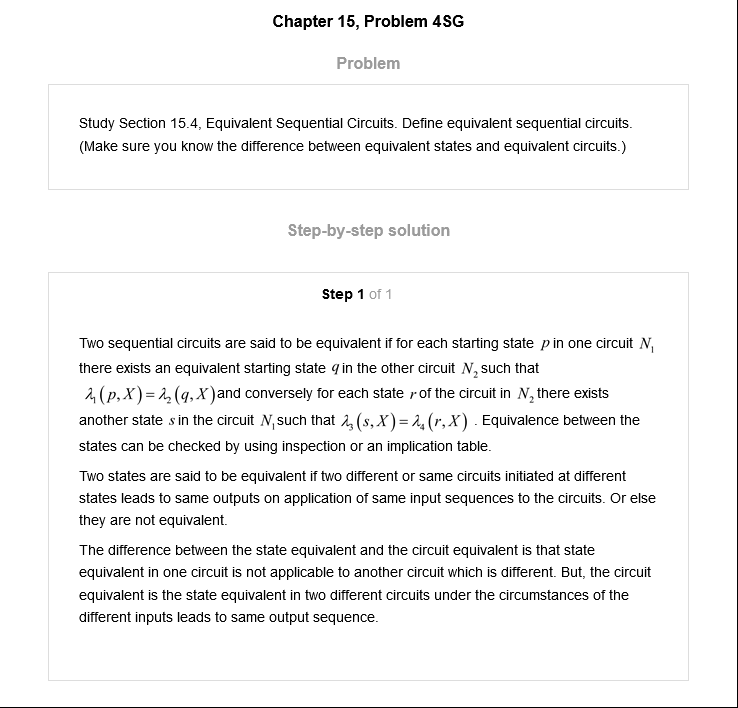 Chapter 15, Problem 4SG
Problem
Study Section 15.4, Equivalent Sequential Circuits. Define equivalent sequential circuits.
(Make sure you know the difference between equivalent states and equivalent circuits.)
Step-by-step solution
Step 1 of 1
Two sequential circuits are said to be equivalent if for each starting state p in one circuit N₁
there exists an equivalent starting state q in the other circuit N₂ such that
λ₁(p,X)=λ₂(q,X) and conversely for each state r of the circuit in N₂ there exists
another state s in the circuit N₁ such that λ₃(s,X)=λ₄(r,X) . Equivalence between the
states can be checked by using inspection or an implication table.
Two states are said to be equivalent if two different or same circuits initiated at different
states leads to same outputs on application of same input sequences to the circuits. Or else
they are not equivalent.
The difference between the state equivalent and the circuit equivalent is that state
equivalent in one circuit is not applicable to another circuit which is different. But, the circuit
equivalent is the state equivalent in two different circuits under the circumstances of the
different inputs leads to same output sequence.